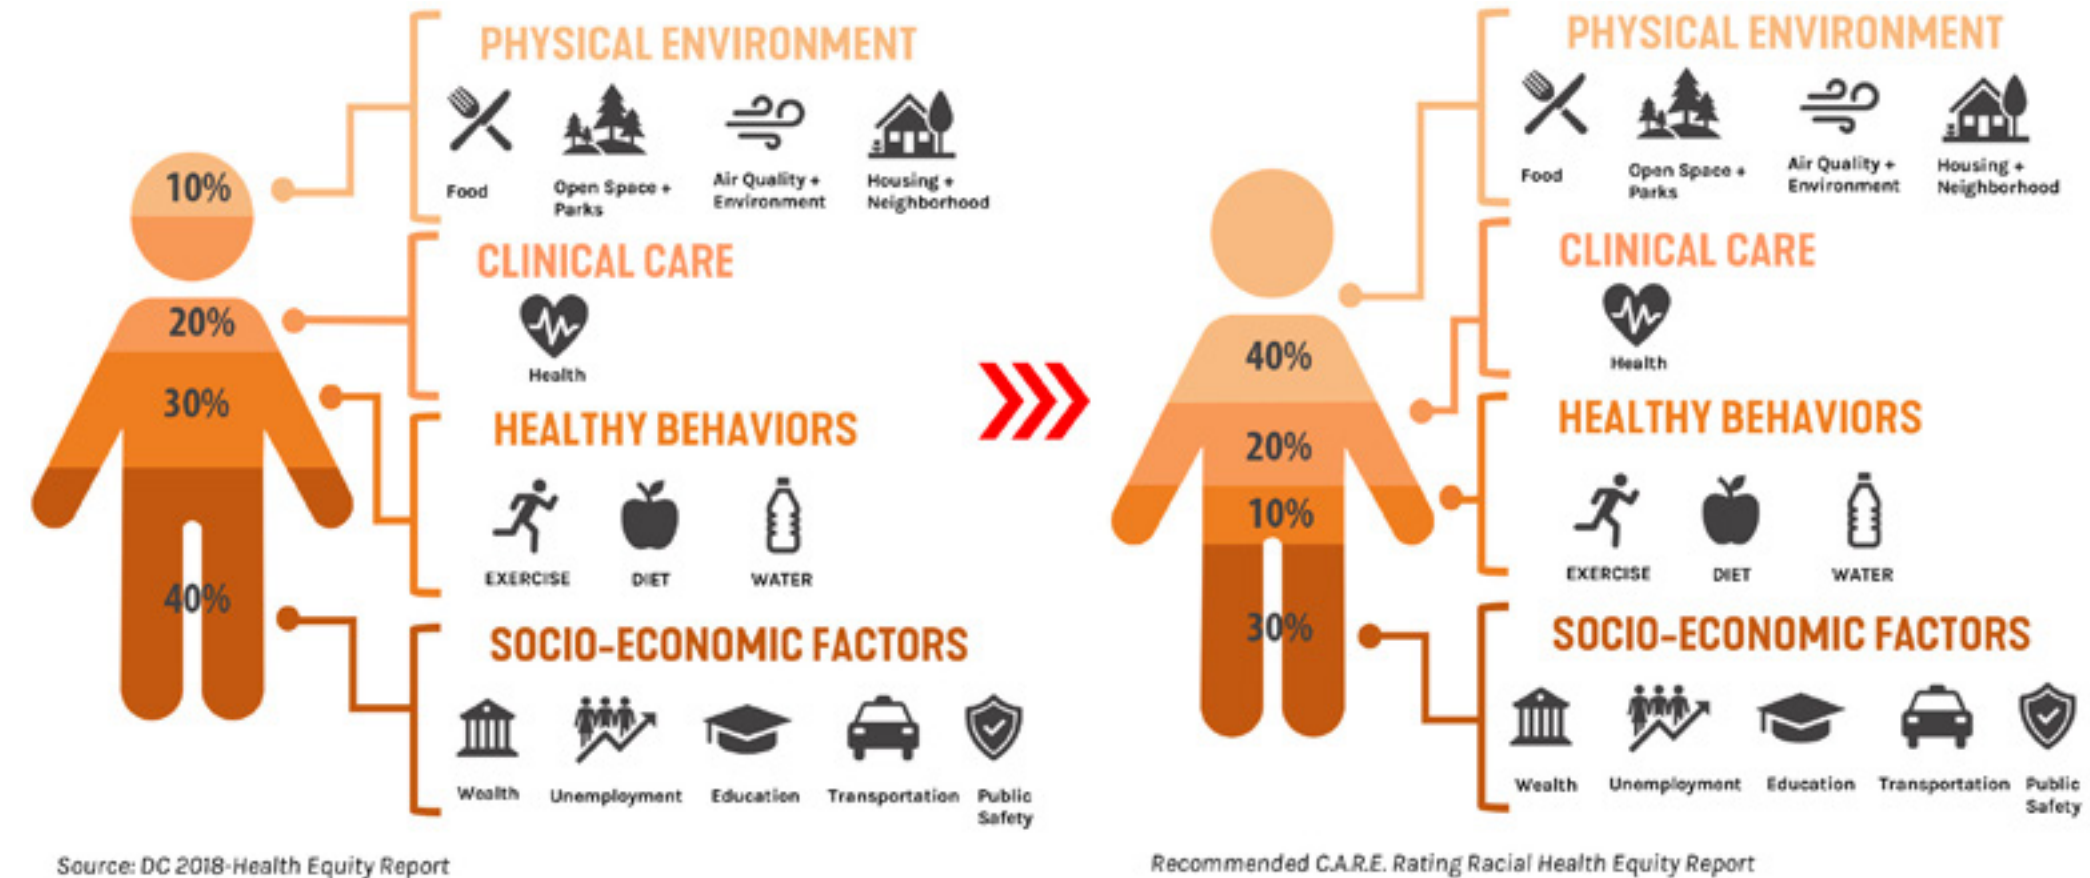 PHYSICAL ENVIRONMENT
Food
Open Space +
Parks
Air Quality +
Environment
Housing +
Neighborhood
10%
CLINICAL CARE
Health
20%
30%
HEALTHY BEHAVIORS
EXERCISE
DIET
WATER
40%
SOCIO-ECONOMIC FACTORS
Wealth
Unemployment
Education
Transportation
Public
Safety
Source: DC 2018-Health Equity Report
PHYSICAL ENVIRONMENT
Food
Open Space +
Parks
Air Quality +
Environment
Housing +
Neighborhood
CLINICAL CARE
Health
40%
20%
HEALTHY BEHAVIORS
EXERCISE
DIET
WATER
10%
30%
SOCIO-ECONOMIC FACTORS
Wealth
Unemployment
Education
Transportation
Public
Safety
Recommended C.A.R.E. Rating Racial Health Equity Report